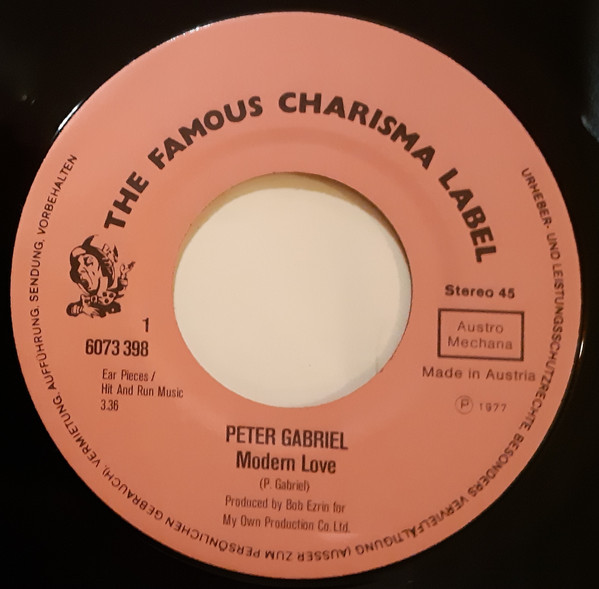 THE FAMOUS CHARISMA LABEL
1
6073 398
Ear Pieces /
Hit And Run Music
3.36
Stereo 45
Austro
Mechana
Made in Austria
Ⓟ 1977
PETER GABRIEL
Modern Love
(P. Gabriel)
Produced by Bob Ezrin for
My Own Production Co. Ltd.
URHEBER- UND LEISTUNGSSCHUTZRECHTE, BESONDERS VERVIELFÄLTIGUNG (AUSSER ZUM PERSÖNLICHEN GEBRAUCH), VERMIETUNG, AUFFÜHRUNG, SENDUNG, VORBEHALTEN